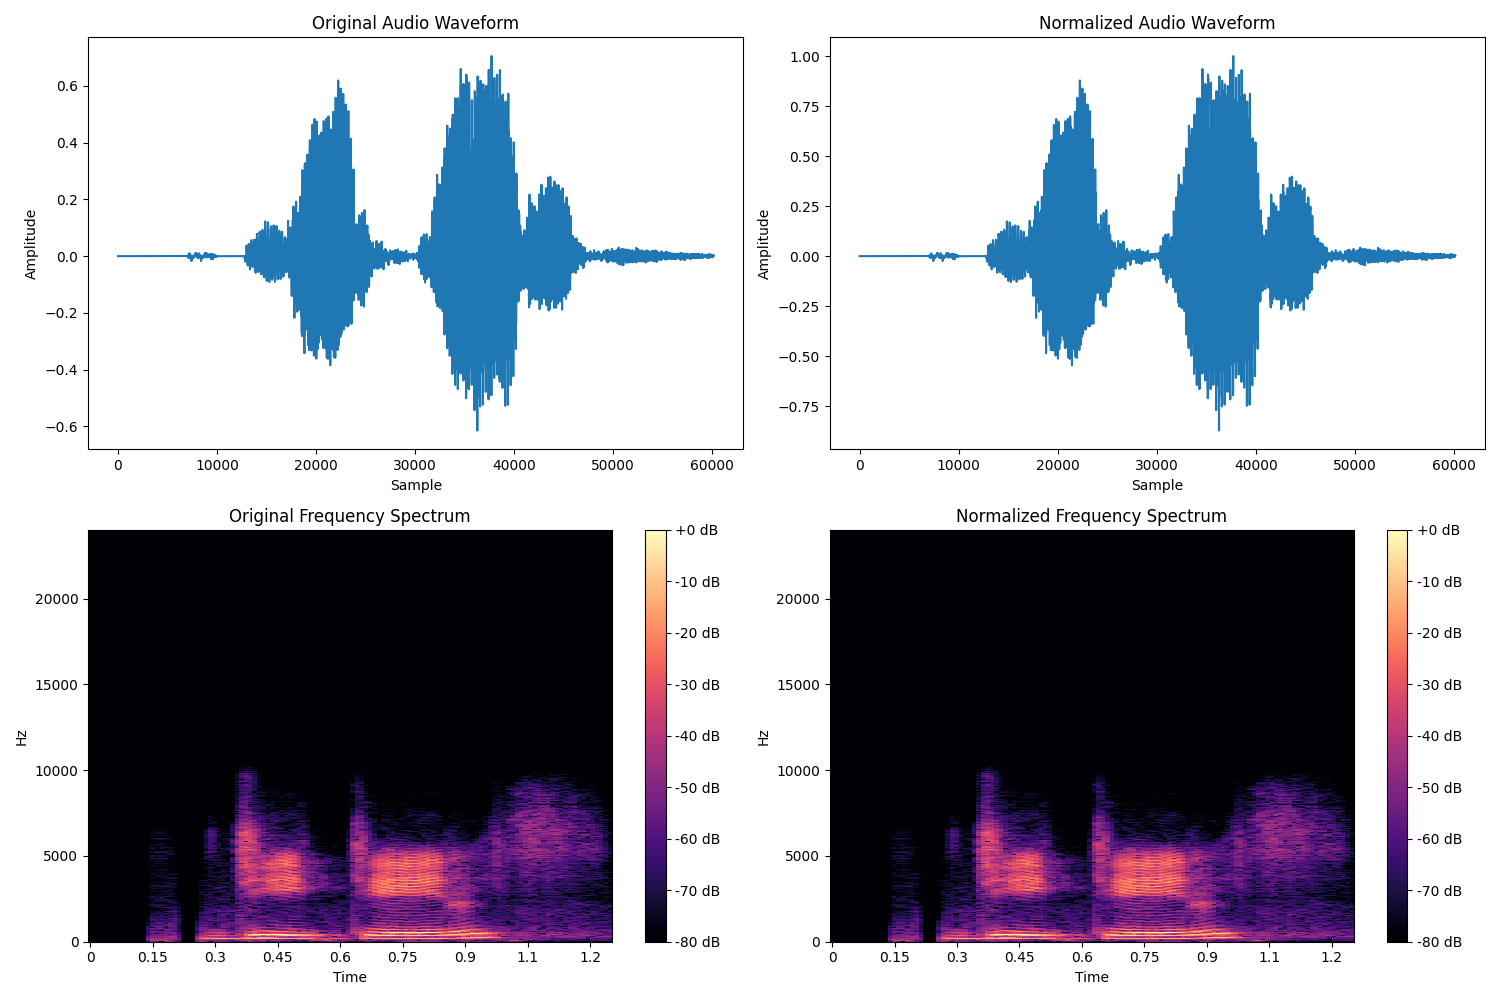 Original Audio Waveform
Amplitude
0.6
0.4
0.2
0.0
−0.2
−0.4
−0.6
0 10000 20000 30000 40000 50000 60000
Sample
Normalized Audio Waveform
Amplitude
1.00
0.75
0.50
0.25
0.00
−0.25
−0.50
−0.75
0 10000 20000 30000 40000 50000 60000
Sample
Original Frequency Spectrum
Hz
20000
15000
10000
5000
0
0 0.15 0.3 0.45 0.6 0.75 0.9 1.1 1.2
Time
+0 dB
-10 dB
-20 dB
-30 dB
-40 dB
-50 dB
-60 dB
-70 dB
-80 dB
Normalized Frequency Spectrum
Hz
20000
15000
10000
5000
0
0 0.15 0.3 0.45 0.6 0.75 0.9 1.1 1.2
Time
+0 dB
-10 dB
-20 dB
-30 dB
-40 dB
-50 dB
-60 dB
-70 dB
-80 dB